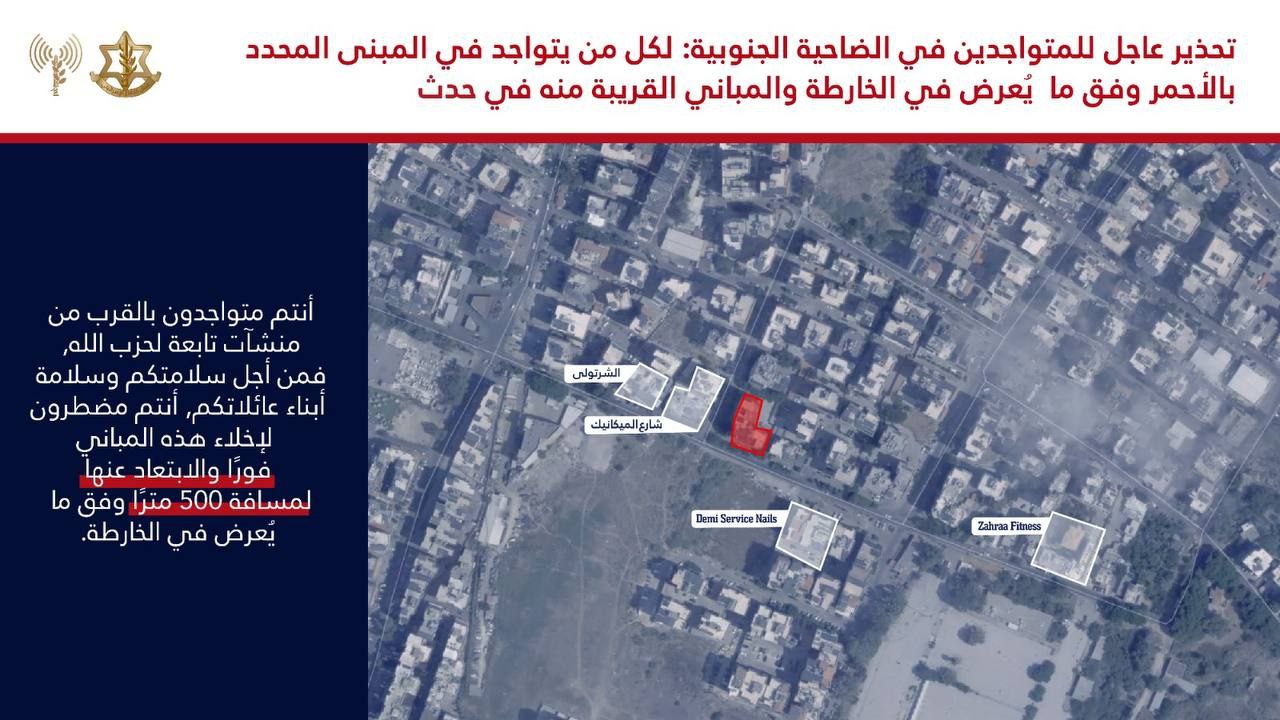 تحذير عاجل للمتواجدين في الضاحية الجنوبية: لكل من يتواجد في المبنى المحدد
بالأحمر وفق ما يُعرض في الخارطة والمباني القريبة منه في حدث
أنتم متواجدون بالقرب من
منشآت تابعة لحزب الله,
فمن أجل سلامتكم وسلامة
أبناء عائلاتكم, أنتم مضطرون
لإخلاء هذه المباني
فورًا والابتعاد عنها
لمسافة 500 مترًا وفق ما
يُعرض في الخارطة.
الشرتولى
شارع الميكانيك
Demi Service Nails
Zahraa Fitness